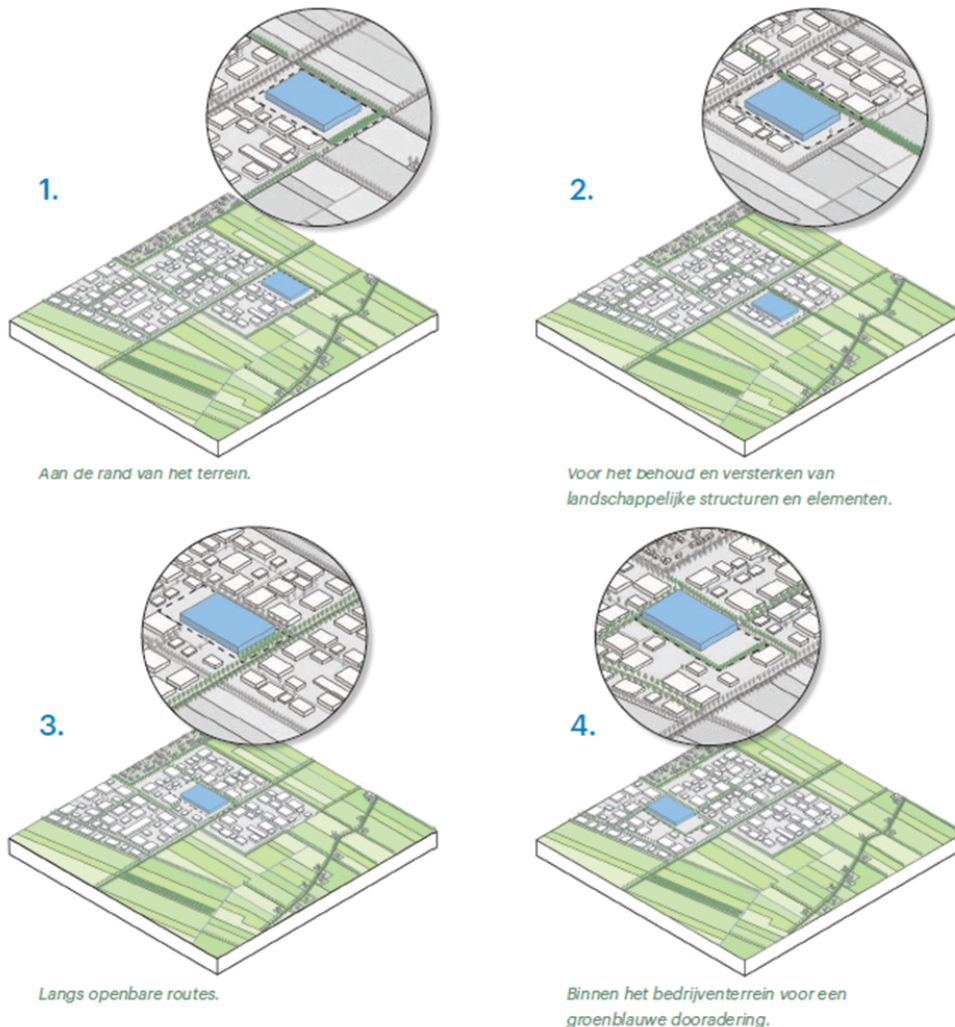 1.
Aan de rand van het terrein.
2.
Voor het behoud en versterken van
landschappelijke structuren en elementen.
3.
Langs openbare routes.
4.
Binnen het bedrijventerrein voor een
groenblauwe dooradering.